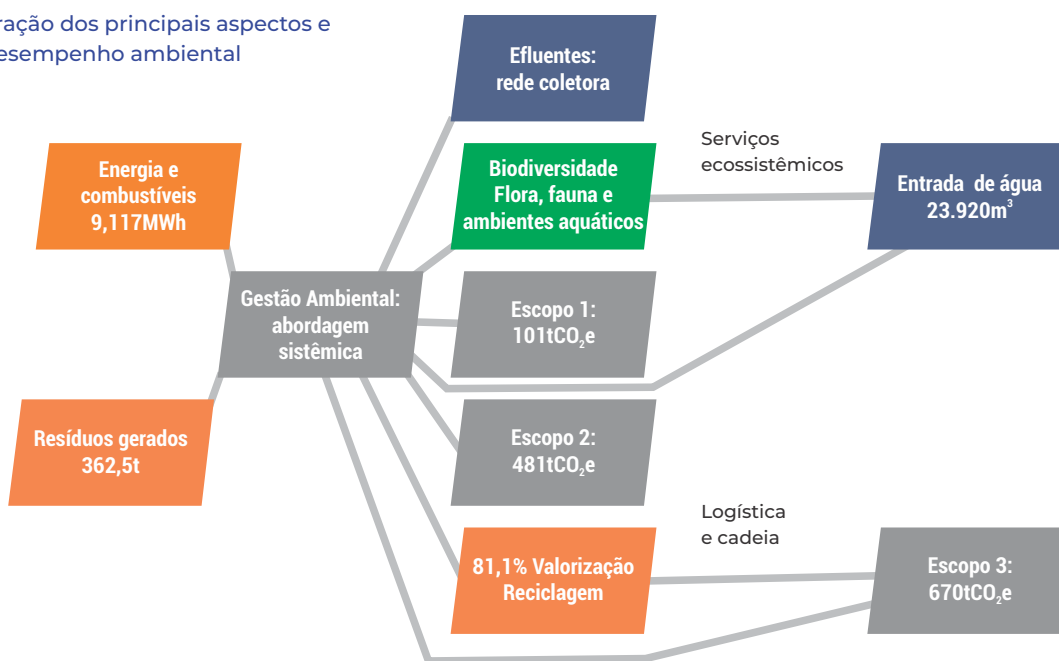 ração dos principais aspectos e
esempenho ambiental
Efluentes:
rede coletora
Energia e
combustíveis
9,117MWh
Biodiversidade
Flora, fauna e
ambientes aquáticos
Serviços
ecossistêmicos
Entrada de água
23.920m³
Gestão Ambiental:
abordagem
sistêmica
Escopo 1:
101tCO₂e
Resíduos gerados
362,5t
Escopo 2:
481tCO₂e
Logística
e cadeia
81,1% Valorização
Reciclagem
Escopo 3:
670tCO₂e